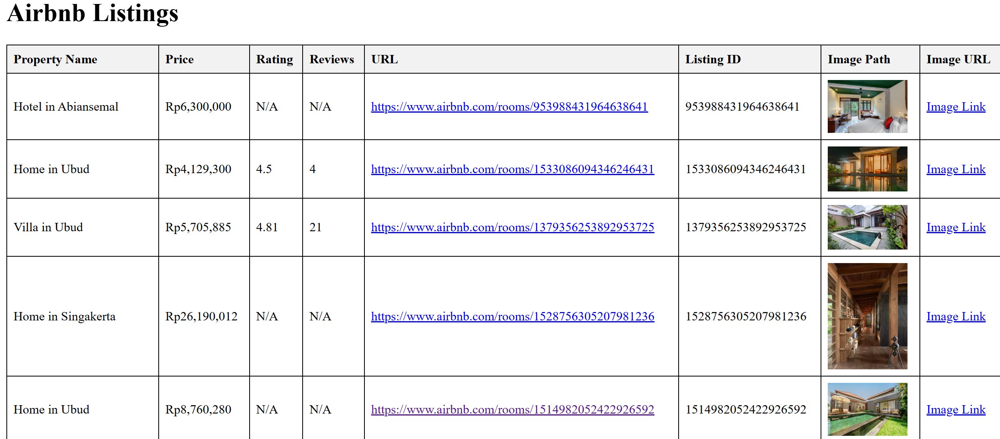 Airbnb Listings
Property Name Price Rating Reviews URL Listing ID Image Path Image URL
Hotel in Abiansemal Rp6,300,000 N/A N/A https://www.airbnb.com/rooms/953988431964638641 953988431964638641 Image Link
Home in Ubud Rp4,129,300 4.5 4 https://www.airbnb.com/rooms/1533086094346246431 1533086094346246431 Image Link
Villa in Ubud Rp5,705,885 4.81 21 https://www.airbnb.com/rooms/1379356253892953725 1379356253892953725 Image Link
Home in Singakerta Rp26,190,012 N/A N/A https://www.airbnb.com/rooms/1528756305207981236 1528756305207981236 Image Link
Home in Ubud Rp8,760,280 N/A N/A https://www.airbnb.com/rooms/1514982052422926592 1514982052422926592 Image Link